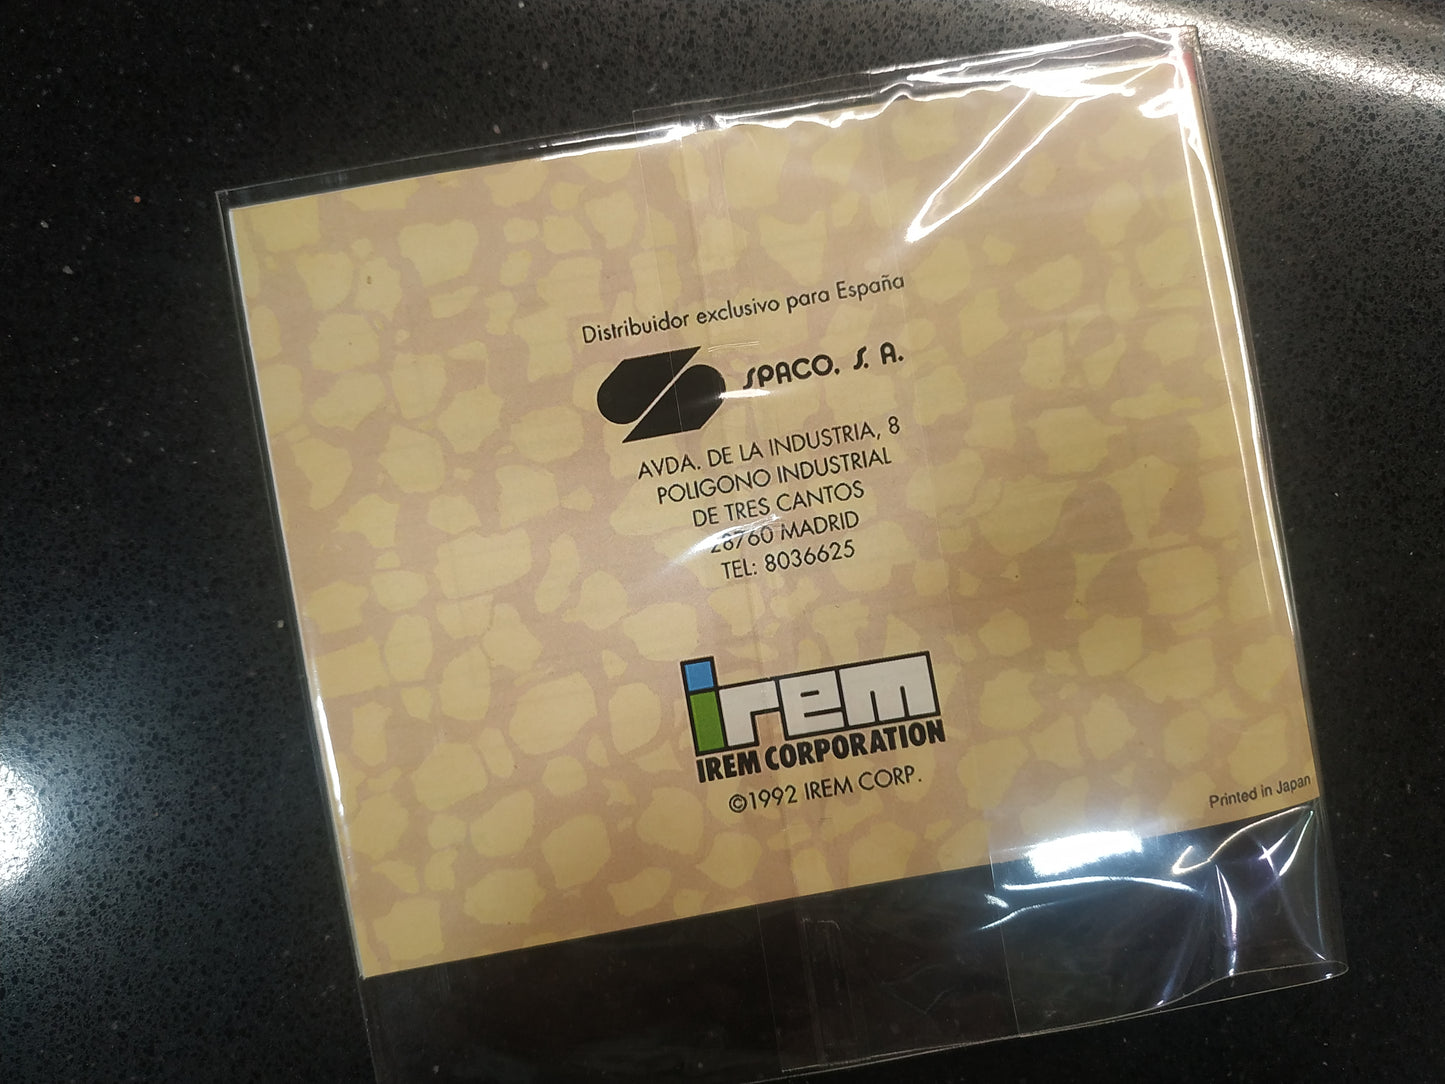 Distribuidor exclusivo para España
SPACO, S. A.
AVDA. DE LA INDUSTRIA, 8
POLIGONO INDUSTRIAL
DE TRES CANTOS
28760 MADRID
TEL: 8036625
irem
IREM CORPORATION
©1992 IREM CORP.
Printed in Japan